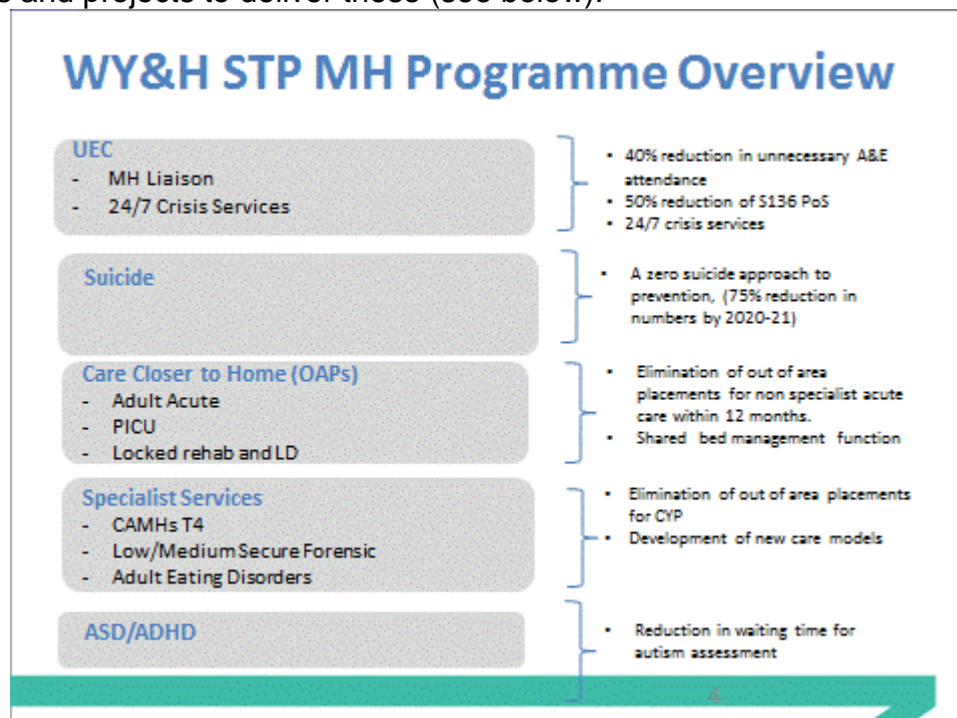 s and projects to deliver these (see below).
WY&H STP MH Programme Overview
UEC
- MH Liaison
- 24/7 Crisis Services
• 40% reduction in unnecessary A&E
attendance
• 50% reduction of S136 PoS
• 24/7 crisis services
Suicide
• A zero suicide approach to
prevention, (75% reduction in
numbers by 2020-21)
Care Closer to Home (OAPs)
- Adult Acute
- PICU
- Locked rehab and LD
• Elimination of out of area
placements for non specialist acute
care within 12 months.
• Shared bed management function
Specialist Services
- CAMHs T4
- Low/Medium Secure Forensic
- Adult Eating Disorders
• Elimination of out of area placements
for CYP
• Development of new care models
ASD/ADHD
• Reduction in waiting time for
autism assessment
4